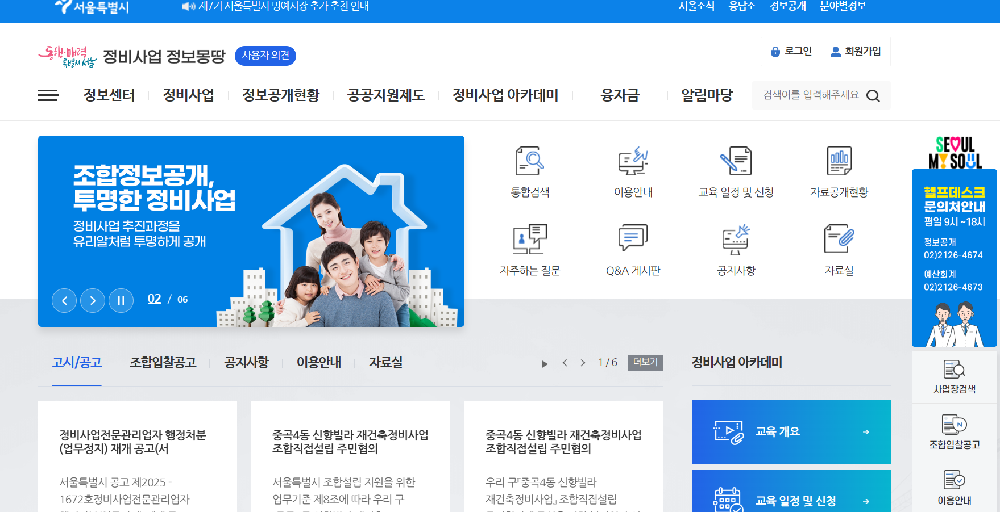 서울특별시
제7기 서울특별시 명예시장 추가 추천 안내
서울소식 응답소 정보공개 분야별정보
동행·매력
특별시 서울
정비사업 정보몽땅
사용자 의견
로그인
회원가입
정보센터 정비사업 정보공개현황 공공지원제도 정비사업 아카데미 융자금 알림마당
검색어를 입력해주세요
조합정보공개,
투명한 정비사업
정비사업 추진과정을
유리알처럼 투명하게 공개
02 / 06
통합검색 이용안내 교육 일정 및 신청 자료공개현황
자주하는 질문 Q&A 게시판 공지사항 자료실
SEOUL
MY SOUL
헬프데스크
문의처안내
평일 9시 ~18시
정보공개
02)2126-4674
예산회계
02)2126-4673
사업장검색
조합입찰공고
이용안내
고시/공고 조합입찰공고 공지사항 이용안내 자료실
1 / 6
더보기
정비사업전문관리업자 행정처분
(업무정지) 재개 공고(서
서울특별시 공고 제2025 -
1672호정비사업전문관리업자
중곡4동 신향빌라 재건축정비사업
조합직접설립 주민협의
서울특별시 조합설립 지원을 위한
업무기준 제8조에 따라 우리 구
중곡4동 신향빌라 재건축정비사업
조합직접설립 주민협의
우리 구『중곡4동 신향빌라
재건축정비사업』 조합직접설립
정비사업 아카데미
교육 개요
교육 일정 및 신청